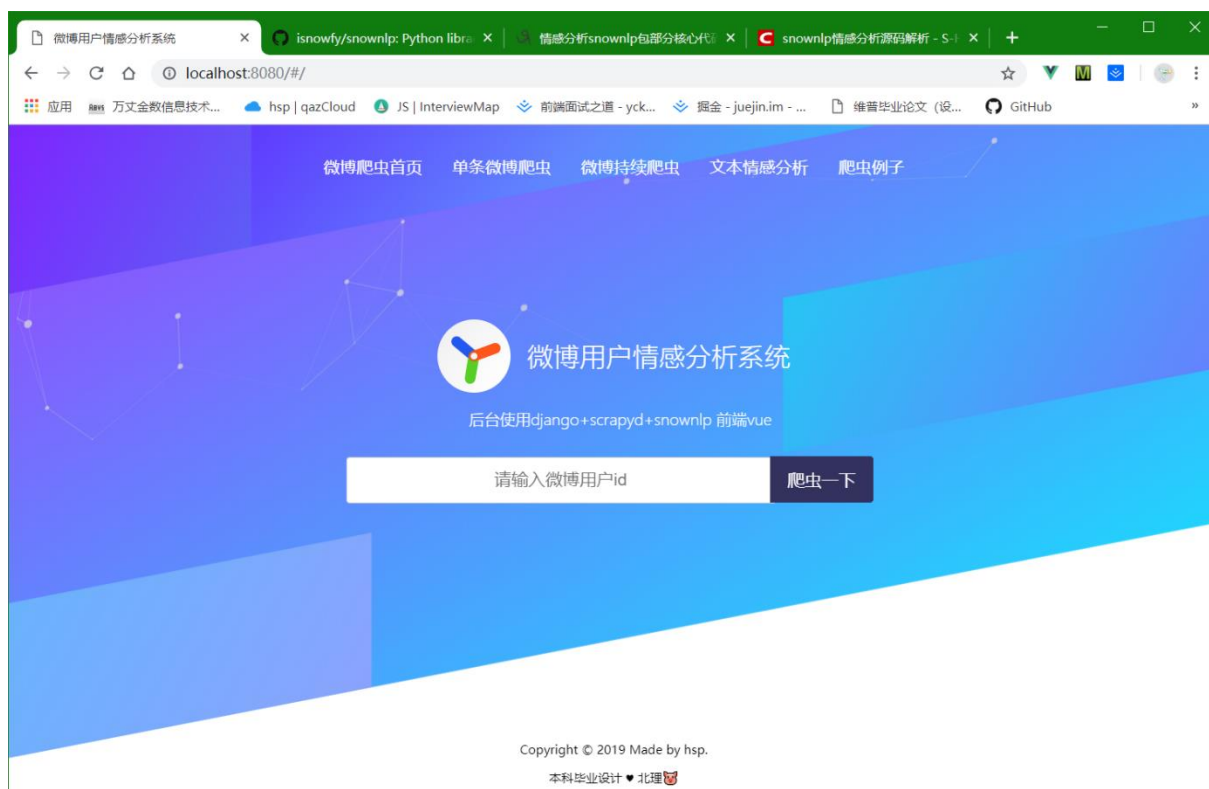 微博用户情感分析系统
isnowfy/snownlp: Python libra
情感分析snownlp包部分核心代
snownlp情感分析源码解析 - S-
localhost:8080/#/
应用 万丈金数信息技术... hsp | qazCloud JS | InterviewMap 前端面试之道 - yck... 掘金 - juejin.im - ... 维普毕业论文（设... GitHub »
微博爬虫首页 单条微博爬虫 微博持续爬虫 文本情感分析 爬虫例子
微博用户情感分析系统
后台使用django+scrapyd+snownlp 前端vue
请输入微博用户id 爬虫一下
Copyright © 2019 Made by hsp.
本科毕业设计 ♥ 北理🐷